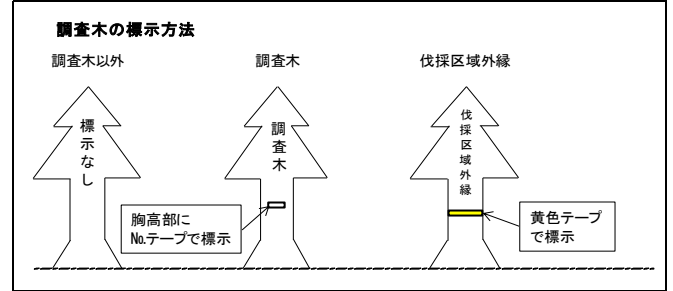 調査木の標示方法
調査木以外
調査木
伐採区域外縁
標示なし
調査木
伐採区域外縁
胸高部に
№テープで標示
黄色テープ
で標示